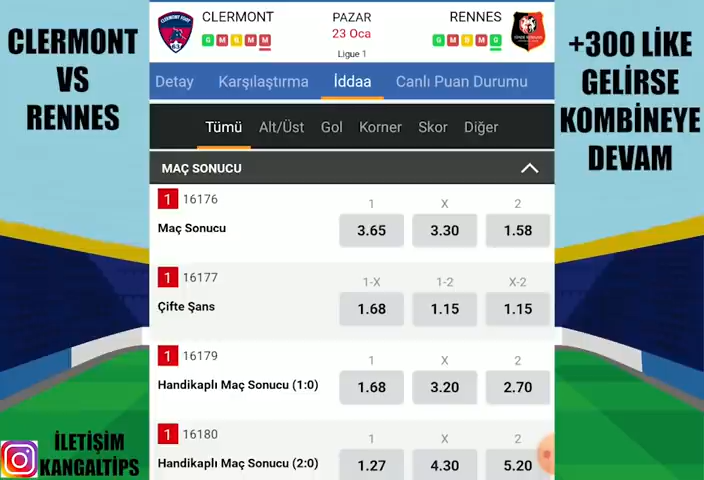 CLERMONT
VS
RENNES
CLERMONT
G M B M M
PAZAR
23 Oca
Ligue 1
RENNES
G M B M G
Detay Karşılaştırma İddaa Canlı Puan Durumu
Tümü Alt/Üst Gol Korner Skor Diğer
MAÇ SONUCU
1 16176
Maç Sonucu
1 X 2
3.65 3.30 1.58
1 16177
Çifte Şans
1-X 1-2 X-2
1.68 1.15 1.15
1 16179
Handikaplı Maç Sonucu (1:0)
1 X 2
1.68 3.20 2.70
1 16180
Handikaplı Maç Sonucu (2:0)
1 X 2
1.27 4.30 5.20
+300 LİKE
GELİRSE
KOMBİNEYE
DEVAM
İLETİŞİM
KANGALTİPS